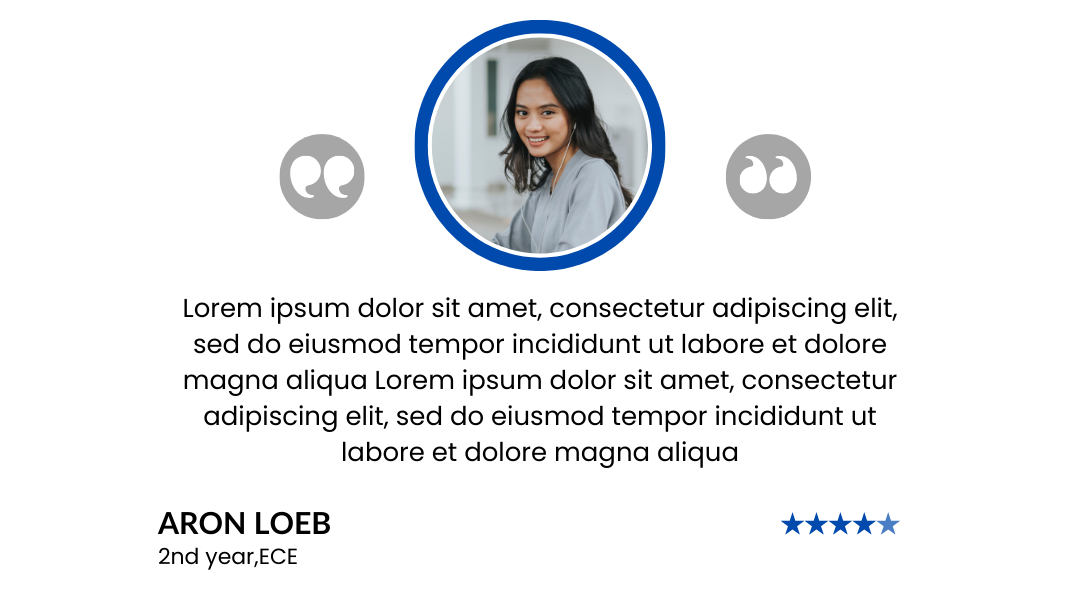 Lorem ipsum dolor sit amet, consectetur adipiscing elit,
sed do eiusmod tempor incididunt ut labore et dolore
magna aliqua Lorem ipsum dolor sit amet, consectetur
adipiscing elit, sed do eiusmod tempor incididunt ut
labore et dolore magna aliqua
ARON LOEB
2nd year,ECE